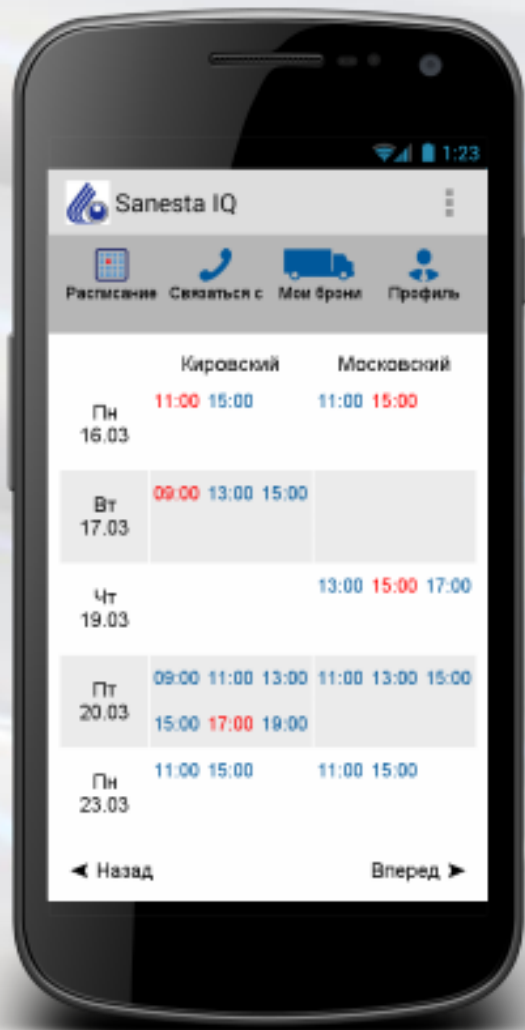 1:23
Sanesta IQ
Расписание Связаться с Мои брони Профиль
Кировский Московский
Пн 11:00 15:00 11:00 15:00
16.03
Вт 09:00 13:00 15:00
17.03
Чт 13:00 15:00 17:00
19.03
Пт 09:00 11:00 13:00 11:00 13:00 15:00
20.03 15:00 17:00 19:00
Пн 11:00 15:00 11:00 15:00
23.03
Назад Вперед